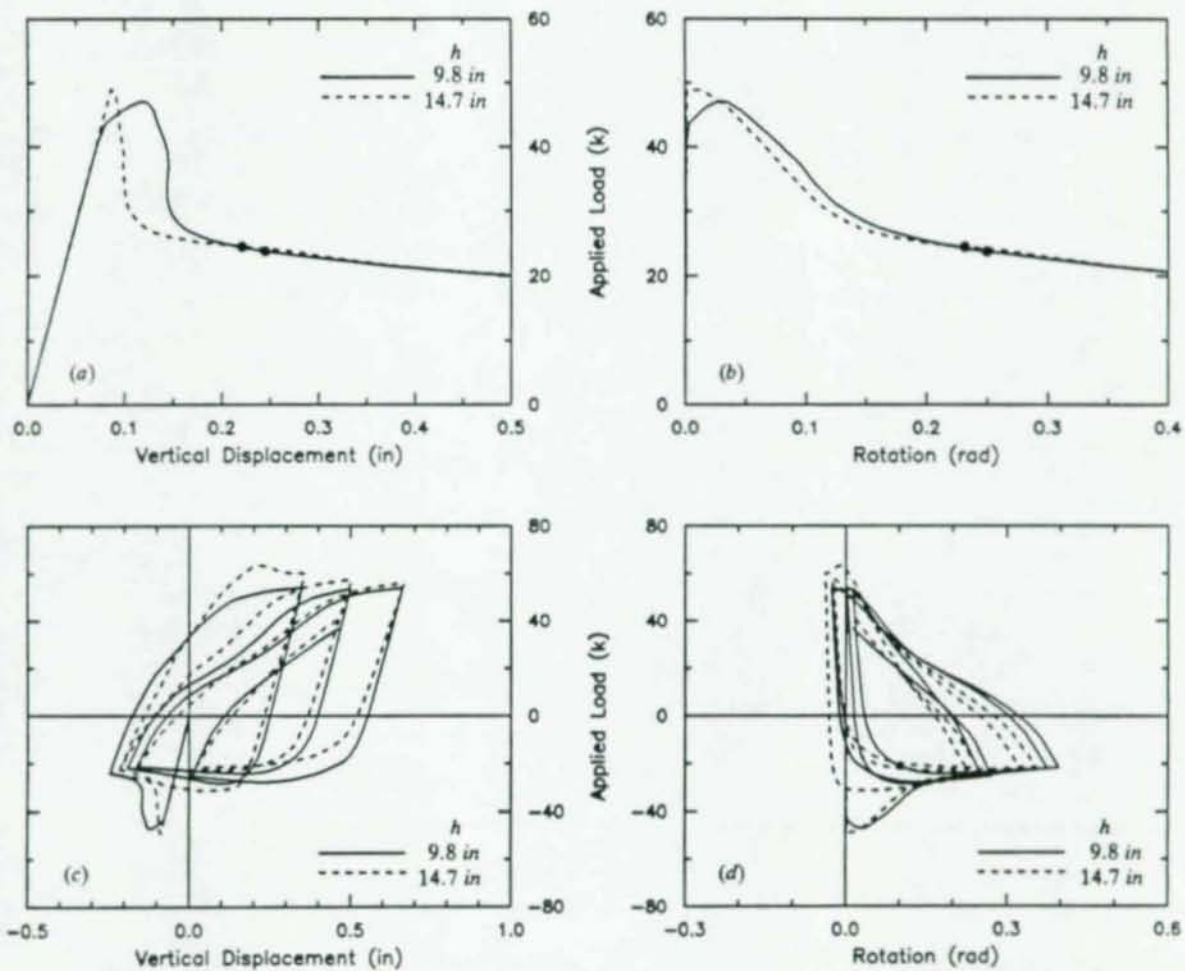 60
60
h
h
9.8 in
9.8 in
14.7 in
14.7 in
40
40
20
20
(a)
(b)
0
0
0.0 0.1 0.2 0.3 0.4 0.5
0.0 0.1 0.2 0.3 0.4
Vertical Displacement (in)
Applied Load (k)
Rotation (rad)
80
80
40
40
0
0
-40
-40
h
h
9.8 in
9.8 in
(c)
14.7 in
(d)
14.7 in
-80
-80
-0.5 0.0 0.5 1.0
-0.3 0.0 0.3 0.6
Vertical Displacement (in)
Applied Load (k)
Rotation (rad)